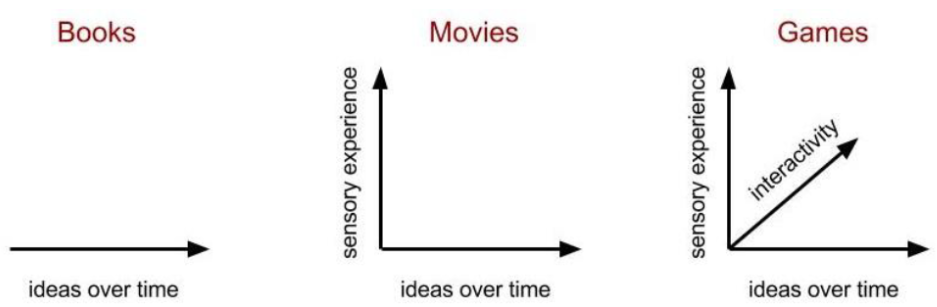 Books
ideas over time
Movies
sensory experience
ideas over time
Games
sensory experience
interactivity
ideas over time